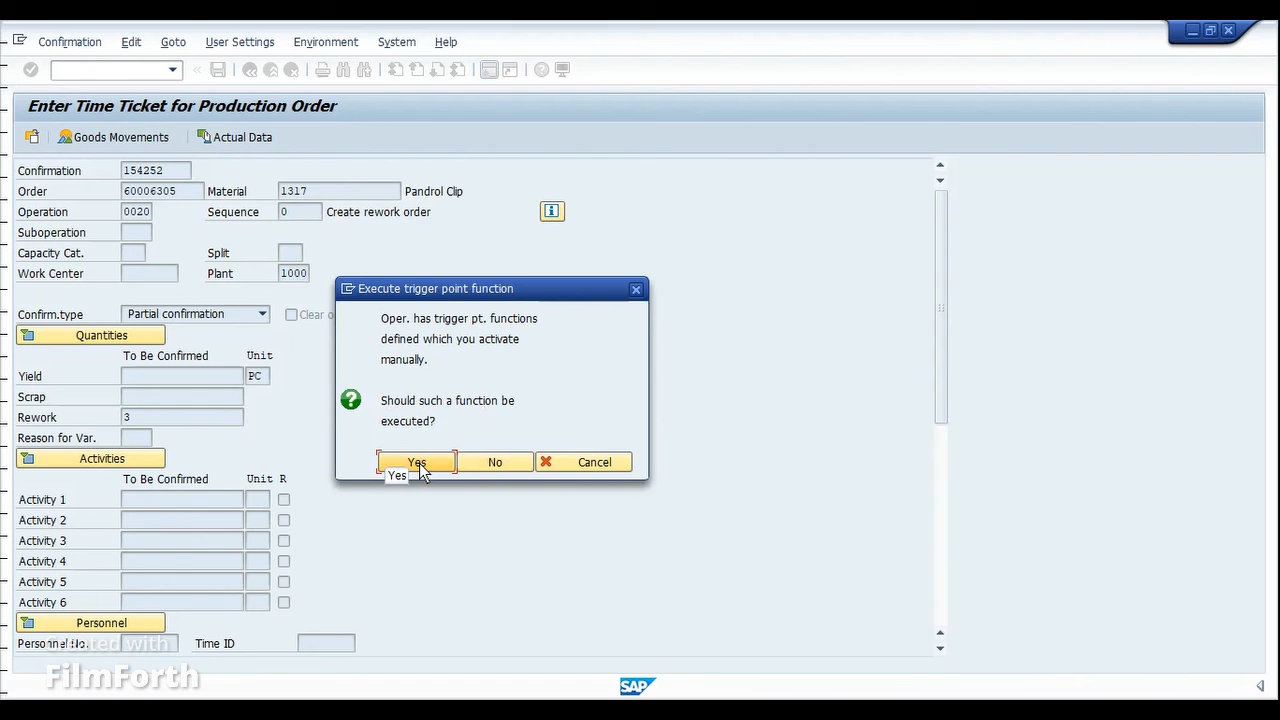 Confirmation Edit Goto User Settings Environment System Help
Enter Time Ticket for Production Order
Goods Movements Actual Data
Confirmation 154252
Order 60006305 Material 1317 Pandrol Clip
Operation 0020 Sequence 0 Create rework order
Suboperation
Capacity Cat. Split
Work Center Plant 1000
Confirm.type Partial confirmation Clear o
Quantities
To Be Confirmed Unit
Yield PC
Scrap
Rework 3
Reason for Var.
Activities
To Be Confirmed Unit R
Activity 1
Activity 2
Activity 3
Activity 4
Activity 5
Activity 6
Personnel
Personnel No. Time ID
Execute trigger point function
Oper. has trigger pt. functions
defined which you activate
manually.
Should such a function be
executed?
Yes No Cancel
Yes
Created with
FilmForth
SAP